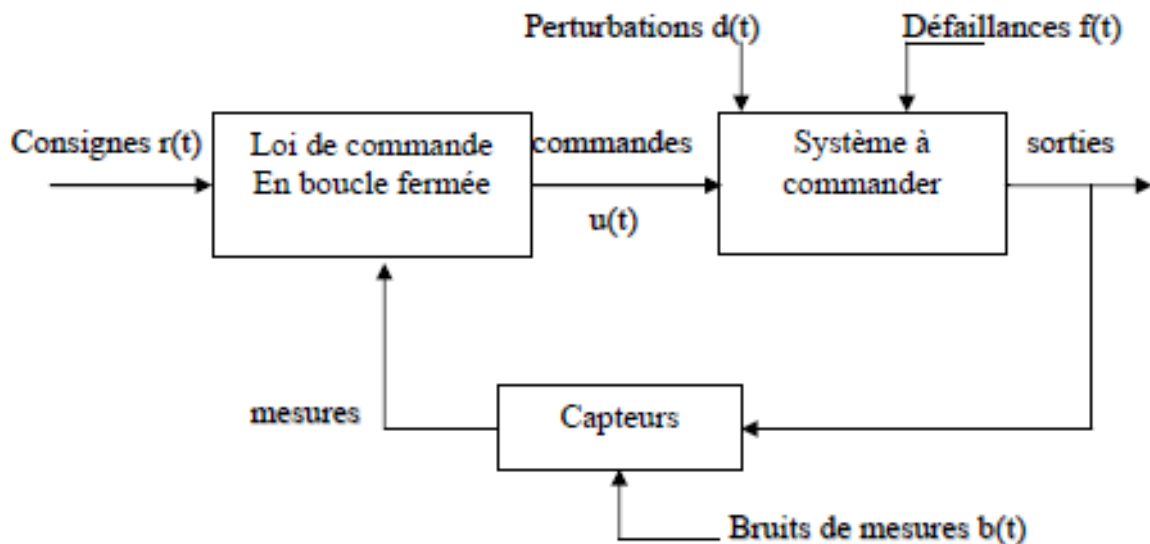 Perturbations d(t)
Défaillances f(t)
Consignes r(t)
Loi de commande
En boucle fermée
commandes
u(t)
Système à
commander
sorties
mesures
Capteurs
Bruits de mesures b(t)